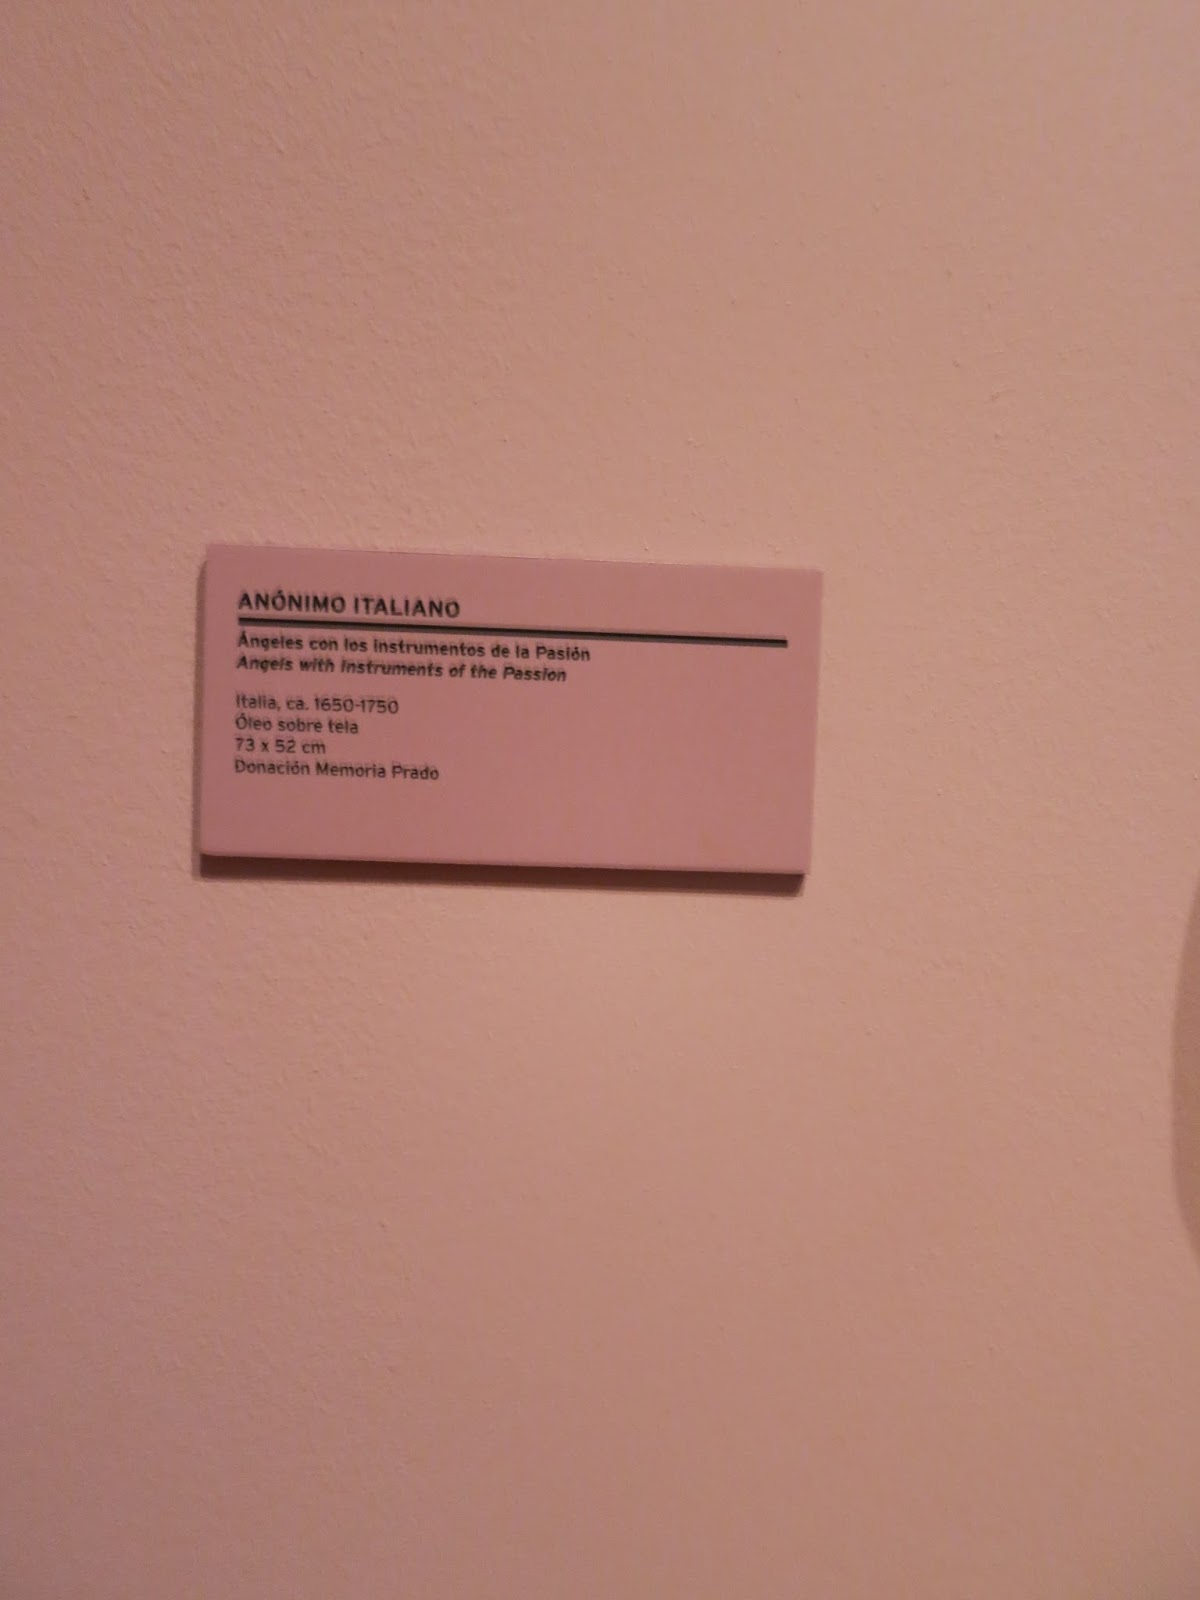 ANÓNIMO ITALIANO
Ángeles con los instrumentos de la Pasión
Angels with Instruments of the Passion
Italia, ca. 1650-1750
Óleo sobre tela
73 x 52 cm
Donación Memoria Prado